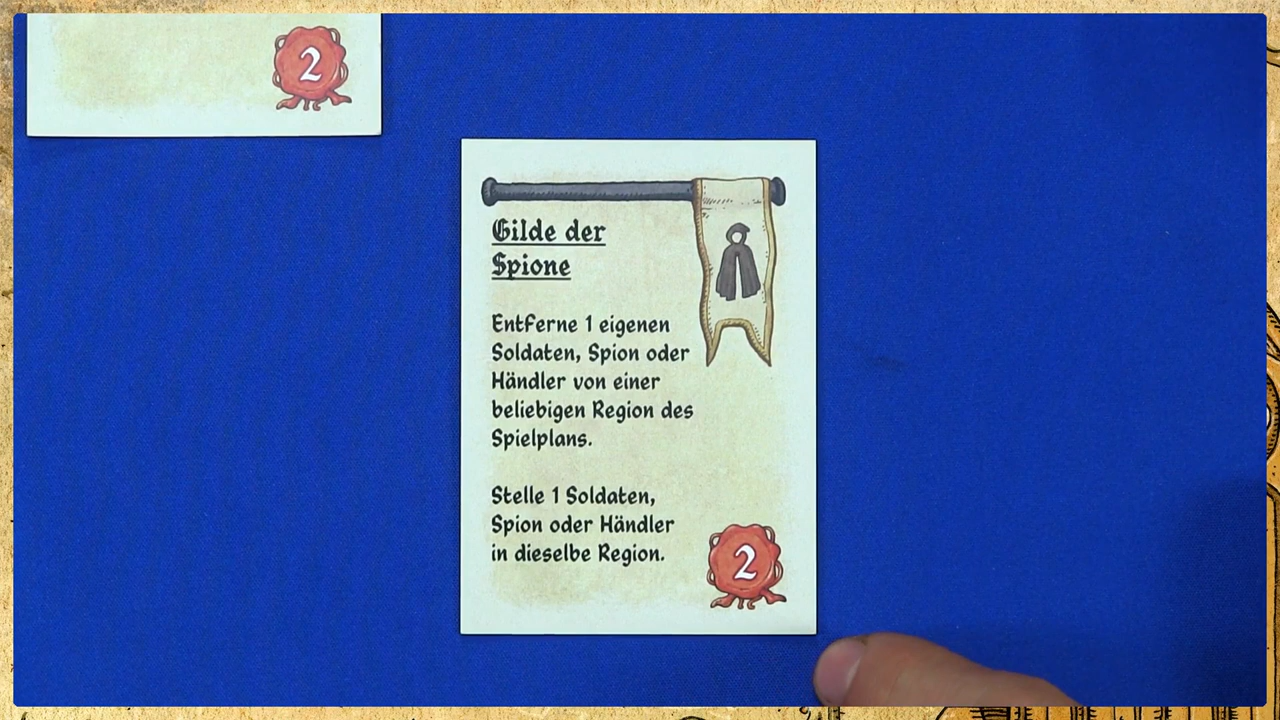 2
Gilde der
Spione
Entferne 1 eigenen
Soldaten, Spion oder
Händler von einer
beliebigen Region des
Spielplans.
Stelle 1 Soldaten,
Spion oder Händler
in dieselbe Region.
2